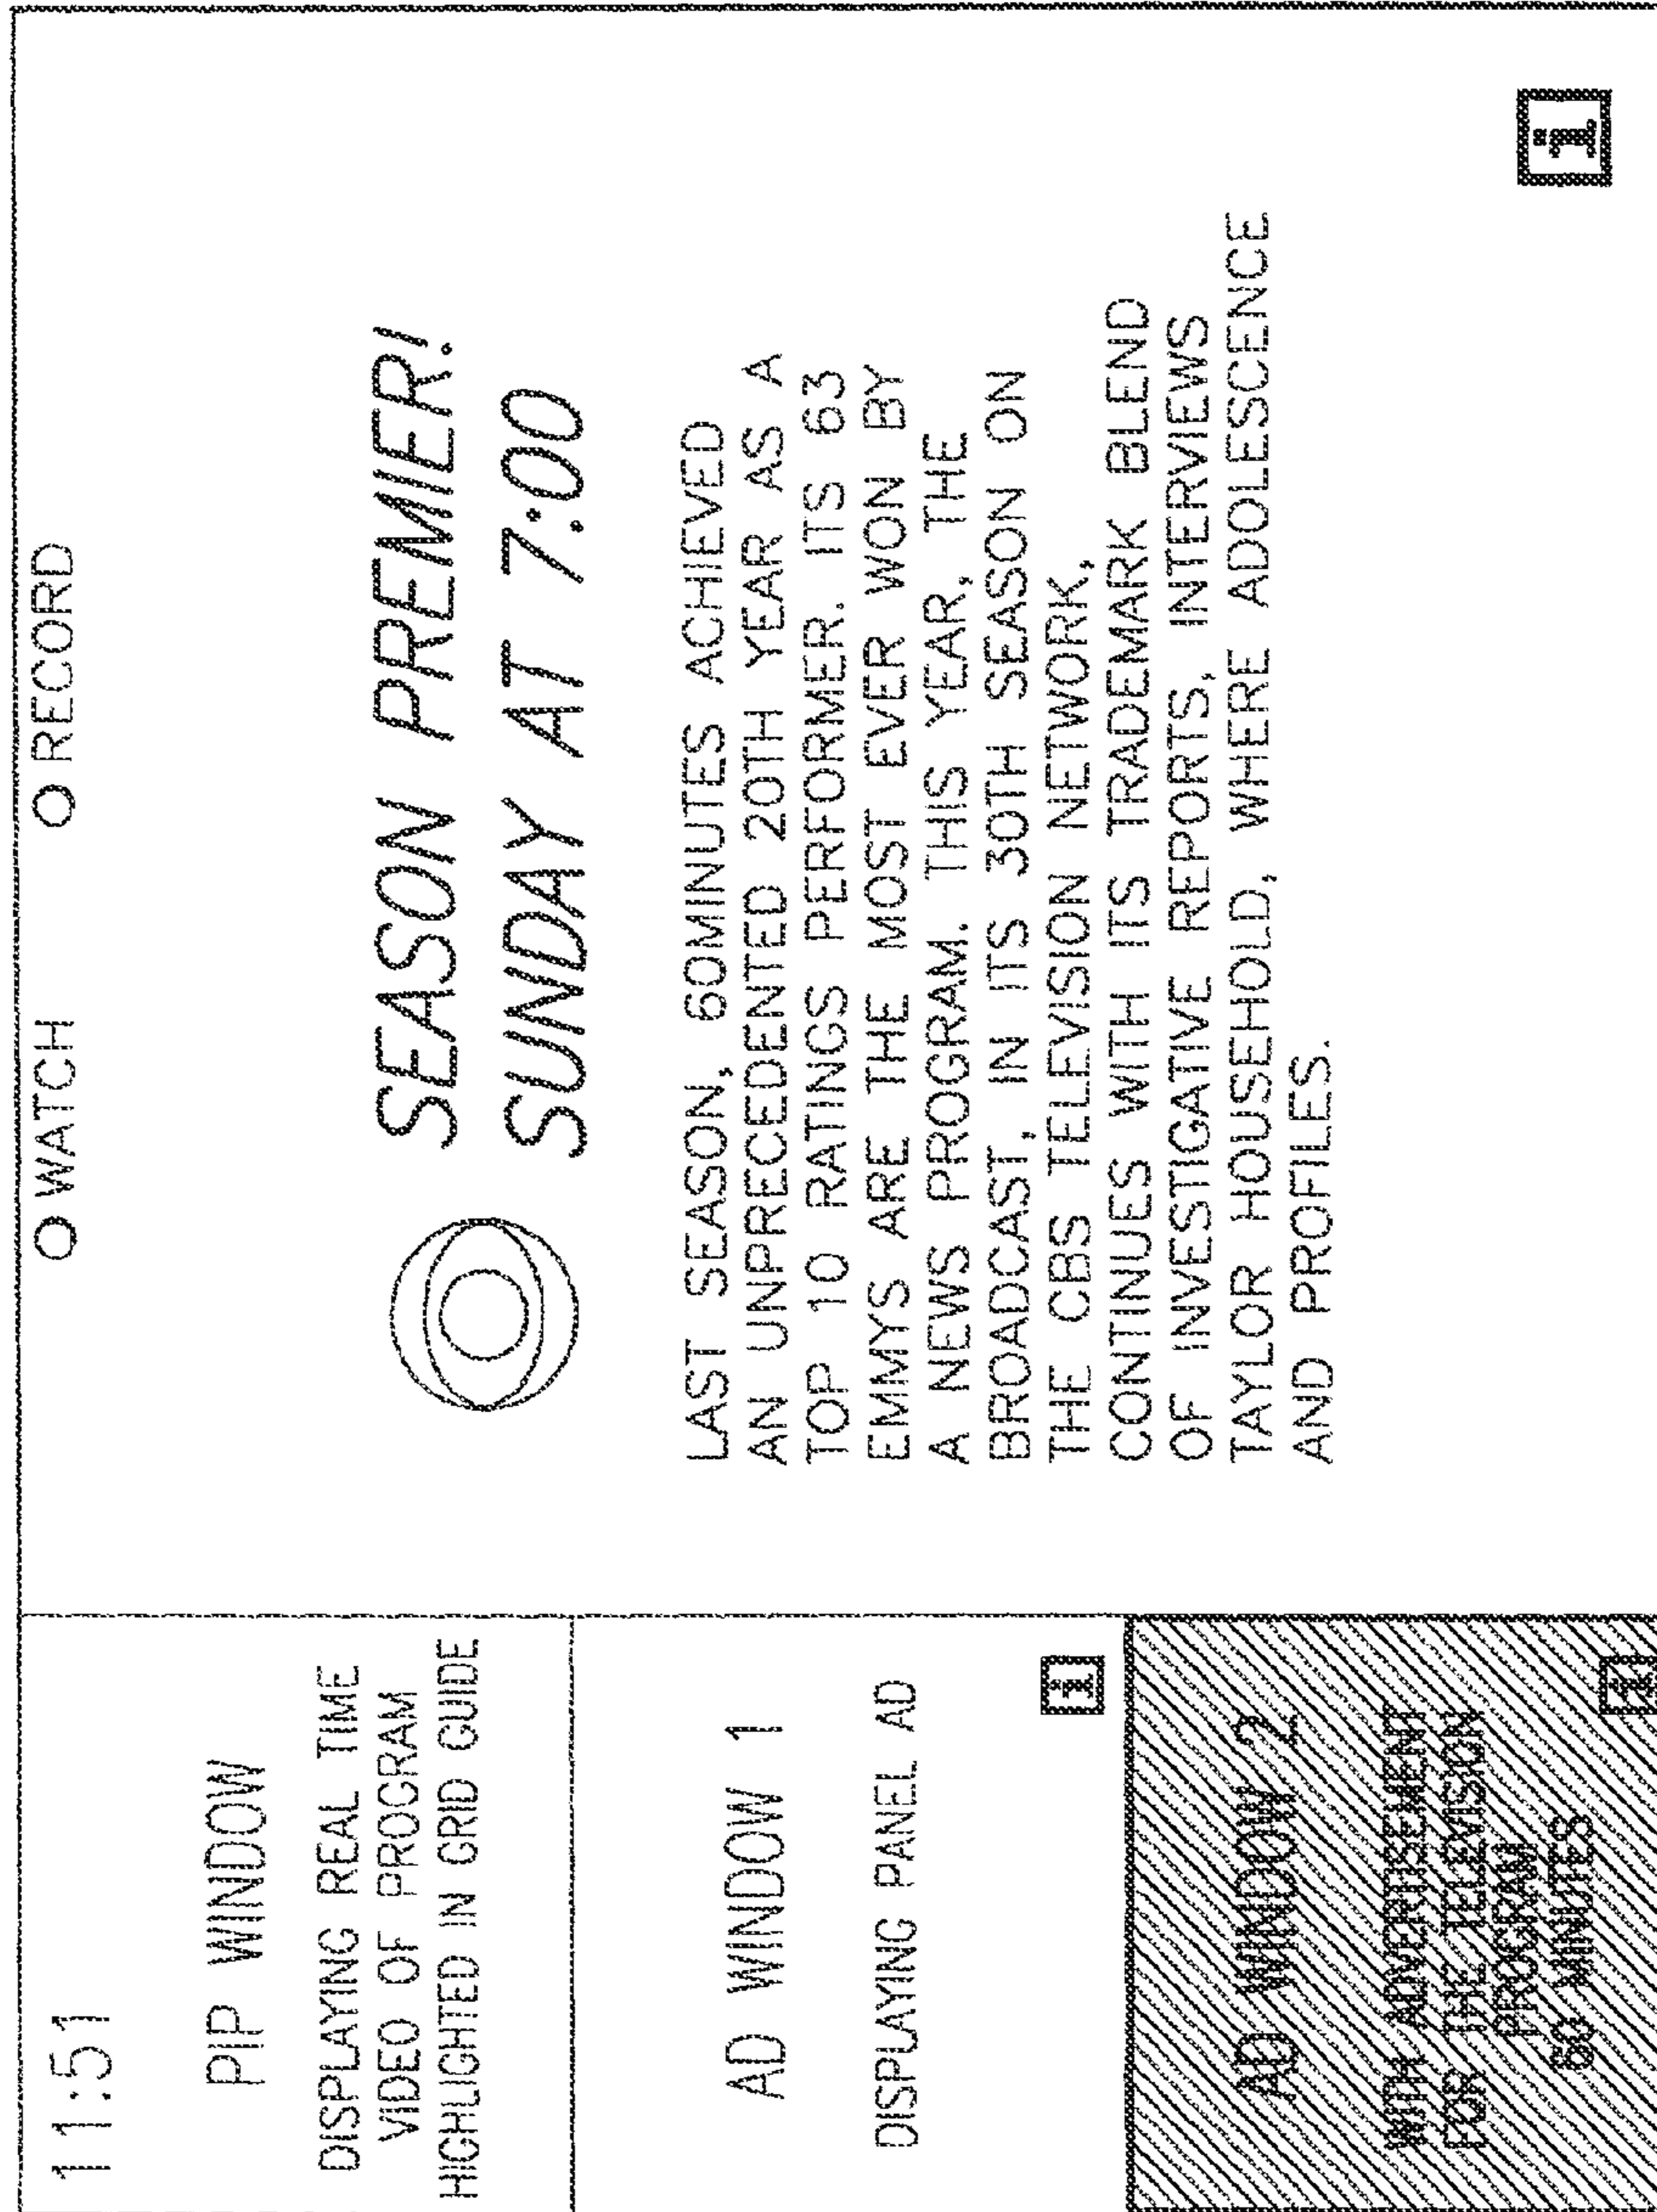 11:51
PIP WINDOW
DISPLAYING REAL TIME
VIDEO OF PROGRAM
HIGHLIGHTED IN GRID GUIDE
AD WINDOW 1
DISPLAYING PANEL AD
i
AD WINDOW 2
WITH ADVERTISEMENT
FOR THE TELEVISION
PROGRAM
60 MINUTES
i
O WATCH O RECORD
SEASON PREMIER!
SUNDAY AT 7:00
LAST SEASON, 60MINUTES ACHIEVED
AN UNPRECEDENTED 20TH YEAR AS A
TOP 10 RATINGS PERFORMER. ITS 63
EMMYS ARE THE MOST EVER WON BY
A NEWS PROGRAM. THIS YEAR, THE
BROADCAST, IN ITS 30TH SEASON ON
THE CBS TELEVISION NETWORK,
CONTINUES WITH ITS TRADEMARK BLEND
OF INVESTIGATIVE REPORTS, INTERVIEWS
TAYLOR HOUSEHOLD, WHERE ADOLESCENCE
AND PROFILES.
i